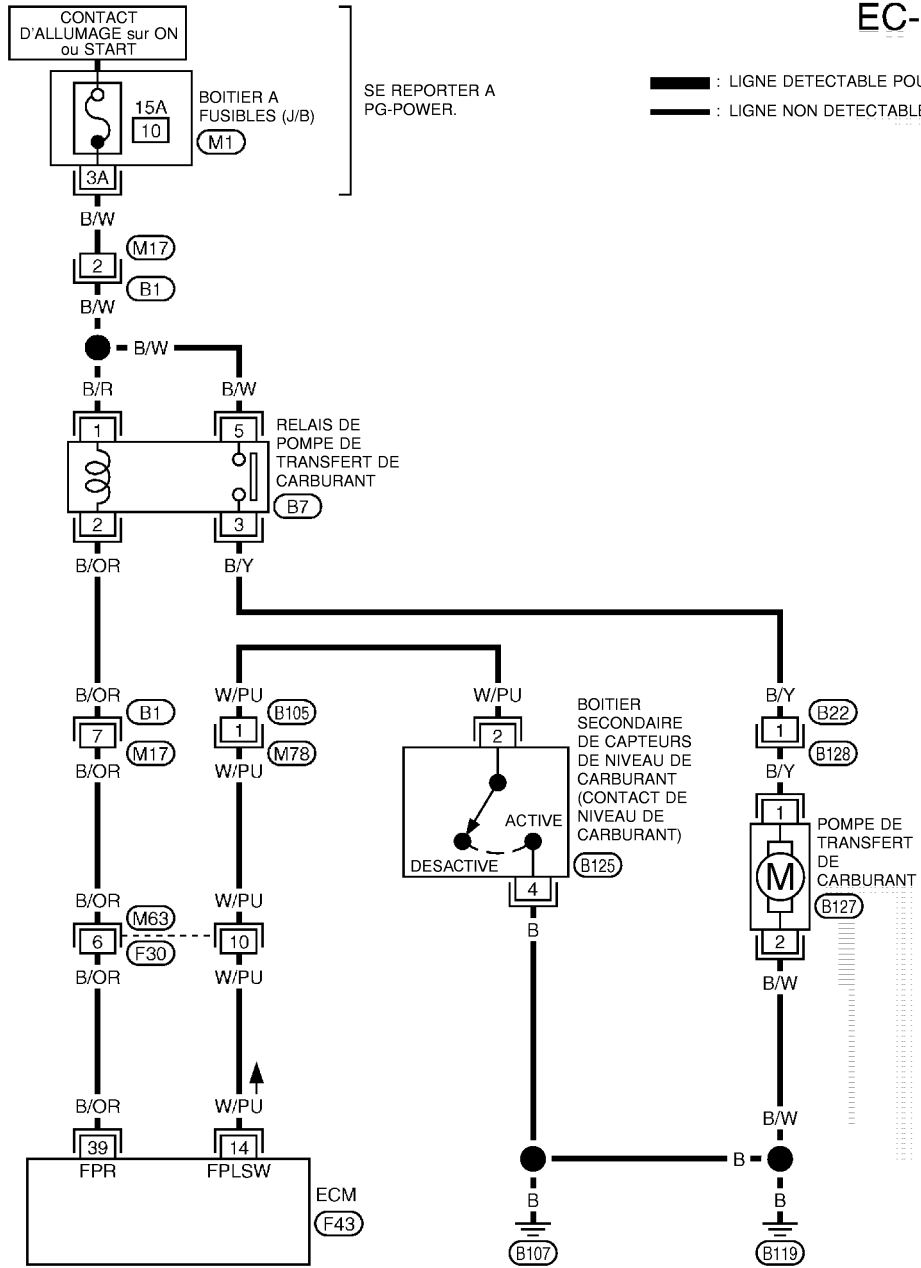 EC-
CONTACT
D'ALLUMAGE sur ON
ou START
15A
10
BOITIER A
FUSIBLES (J/B)
M1
SE REPORTER A
PG-POWER.
: LIGNE DETECTABLE POU
: LIGNE NON DETECTABLE
3A
B/W
M17
2
B1
B/W
B/W
B/R
B/W
1
5
RELAIS DE
POMPE DE
TRANSFERT DE
CARBURANT
B7
2
3
B/OR
B/Y
B/OR
B1
7
M17
B/OR
W/PU
B105
1
M78
W/PU
W/PU
2
BOITIER
SECONDAIRE
DE CAPTEURS
DE NIVEAU DE
CARBURANT
(CONTACT DE
NIVEAU DE
CARBURANT)
B125
ACTIVE
DESACTIVE
4
B
B/Y
B22
1
B128
B/Y
1
POMPE DE
TRANSFERT
DE
CARBURANT
B127
M
2
B/W
B/OR
M63
6
F30
B/OR
W/PU
10
W/PU
B/OR
W/PU
39
14
FPR
FPLSW
ECM
F43
B/W
B
B
B
B107
B119